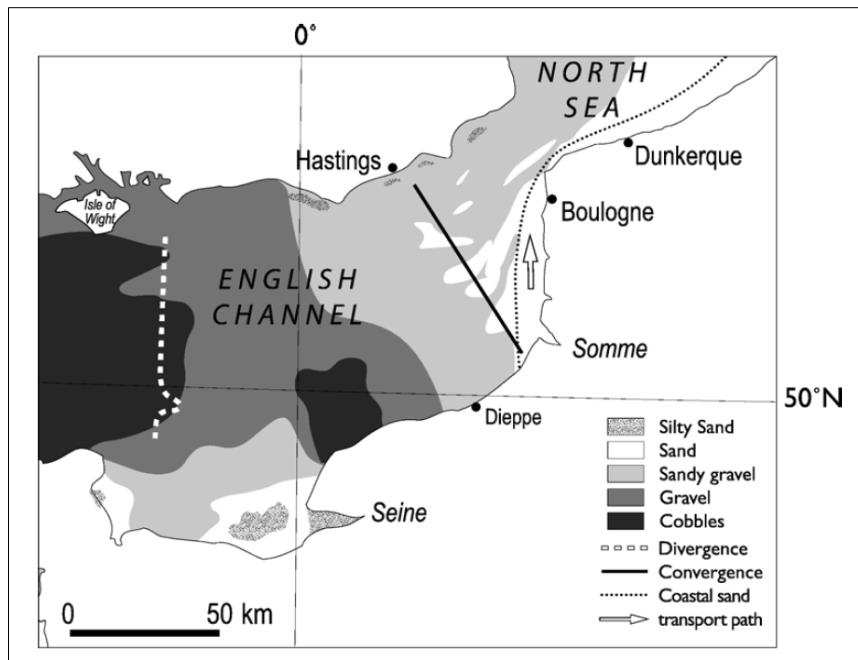 0°
NORTH
SEA
Hastings
Dunkerque
Isle of
Wight
Boulogne
ENGLISH
CHANNEL
Somme
50°N
Dieppe
Silty Sand
Sand
Sandy gravel
Gravel
Cobbles
Seine
Divergence
Convergence
Coastal sand
transport path
0 50 km